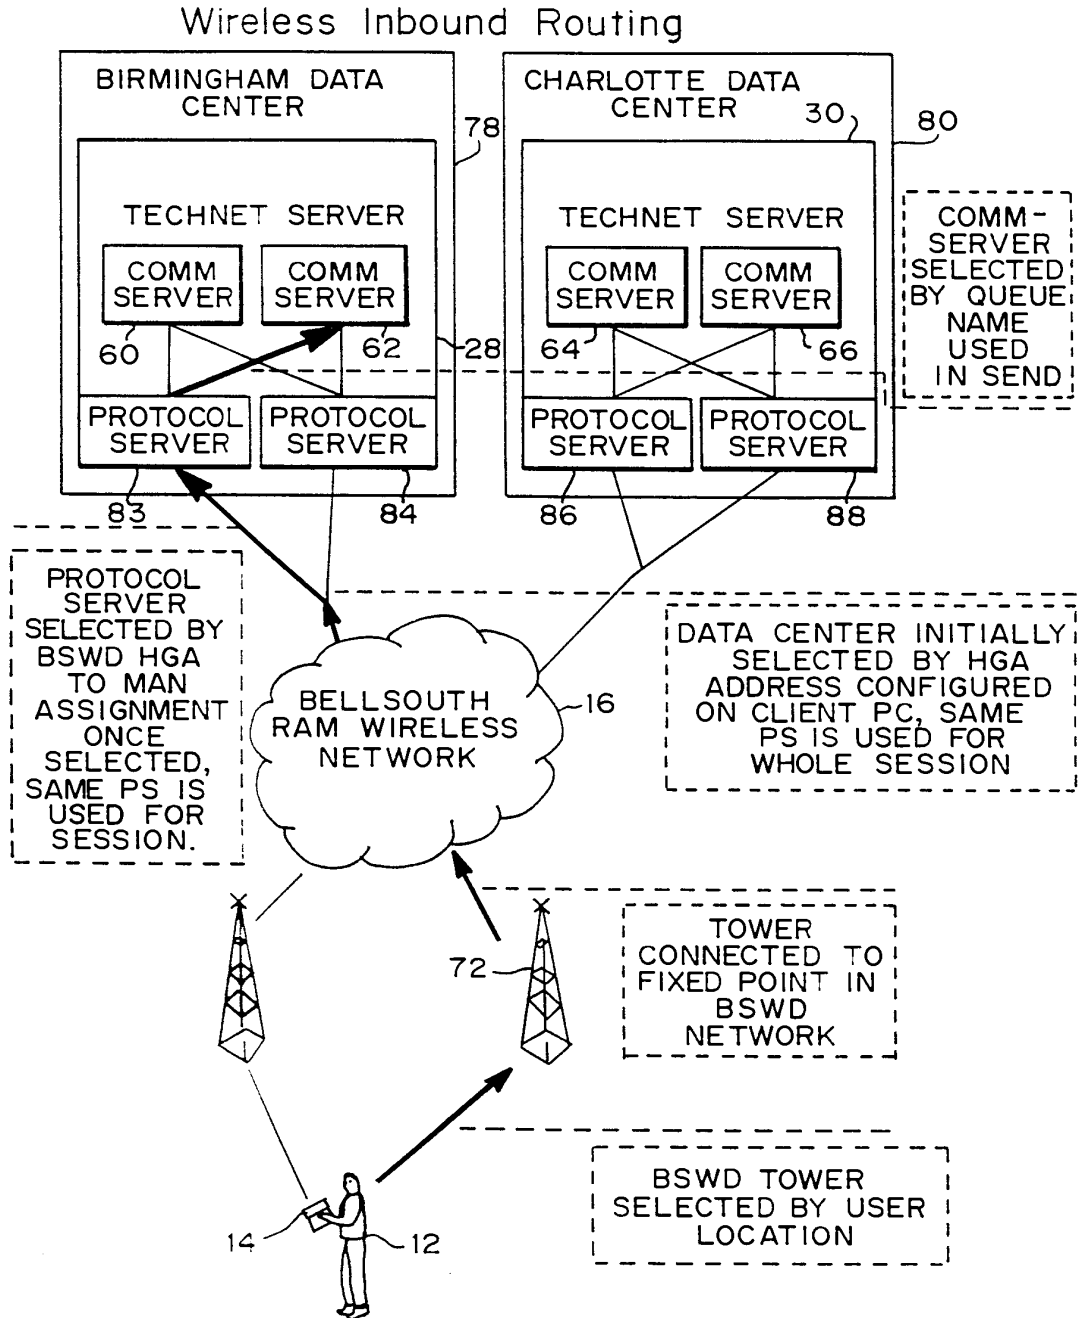 Wireless Inbound Routing
BIRMINGHAM DATA
CENTER
78
TECHNET SERVER
COMM
SERVER
60
COMM
SERVER
62
28
PROTOCOL
SERVER
83
PROTOCOL
SERVER
84
CHARLOTTE DATA
CENTER
30
80
TECHNET SERVER
COMM
SERVER
64
COMM
SERVER
66
PROTOCOL
SERVER
86
PROTOCOL
SERVER
88
COMM-
SERVER
SELECTED
BY QUEUE
NAME
USED
IN SEND
PROTOCOL
SERVER
SELECTED BY
BSWD HGA
TO MAN
ASSIGNMENT
ONCE
SELECTED,
SAME PS IS
USED FOR
SESSION.
BELLSOUTH
RAM WIRELESS
NETWORK
16
DATA CENTER INITIALLY
SELECTED BY HGA
ADDRESS CONFIGURED
ON CLIENT PC, SAME
PS IS USED FOR
WHOLE SESSION
72
TOWER
CONNECTED TO
FIXED POINT IN
BSWD
NETWORK
BSWD TOWER
SELECTED BY USER
LOCATION
14
12